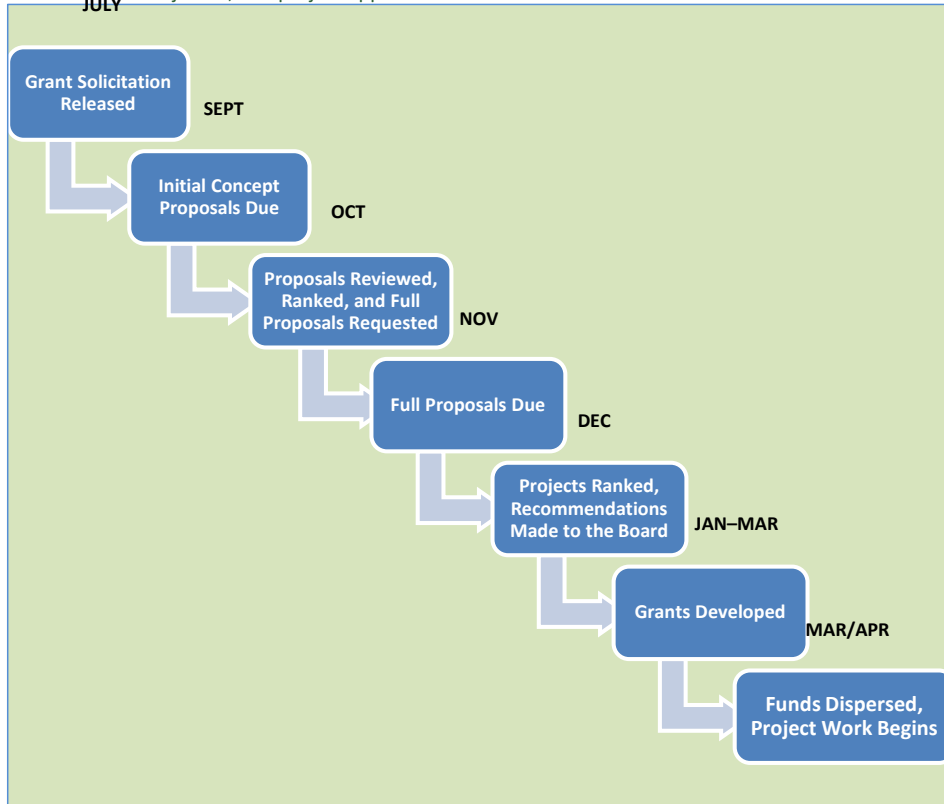 JULY
Grant Solicitation
Released
SEPT
Initial Concept
Proposals Due
OCT
Proposals Reviewed,
Ranked, and Full
Proposals Requested
NOV
Full Proposals Due
DEC
Projects Ranked,
Recommendations
Made to the Board
JAN–MAR
Grants Developed
MAR/APR
Funds Dispersed,
Project Work Begins